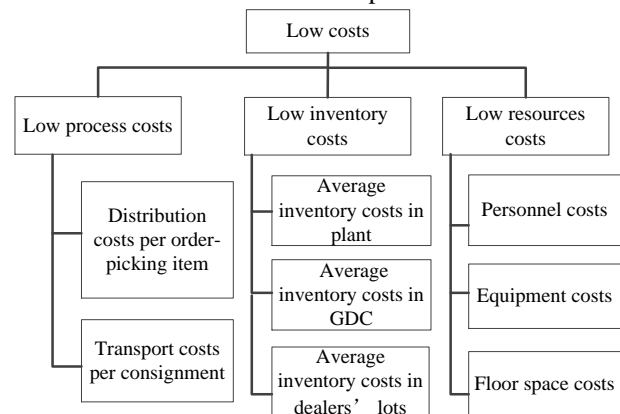 Low costs
Low process costs
Low inventory
costs
Low resources
costs
Distribution
costs per order-
picking item
Transport costs
per consignment
Average
inventory costs in
plant
Average
inventory costs in
GDC
Average
inventory costs in
dealers’ lots
Personnel costs
Equipment costs
Floor space costs